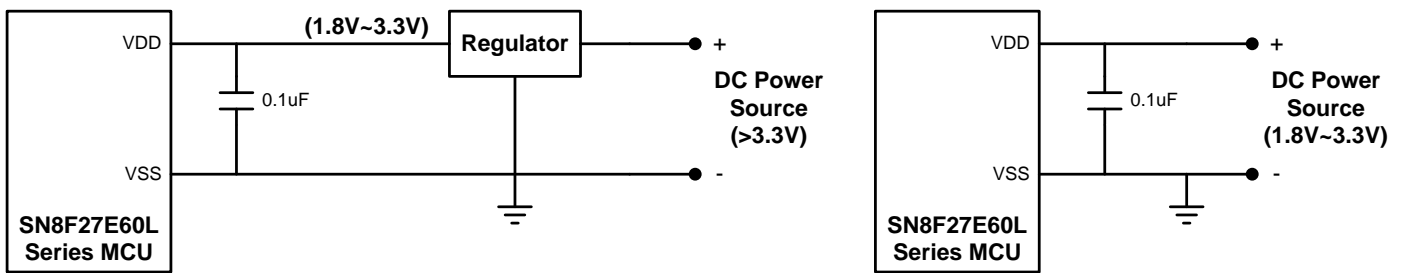 VDD
(1.8V~3.3V)
Regulator
+
0.1uF
DC Power
Source
(>3.3V)
VSS
-
SN8F27E60L
Series MCU
VDD
+
0.1uF
DC Power
Source
(1.8V~3.3V)
VSS
-
SN8F27E60L
Series MCU